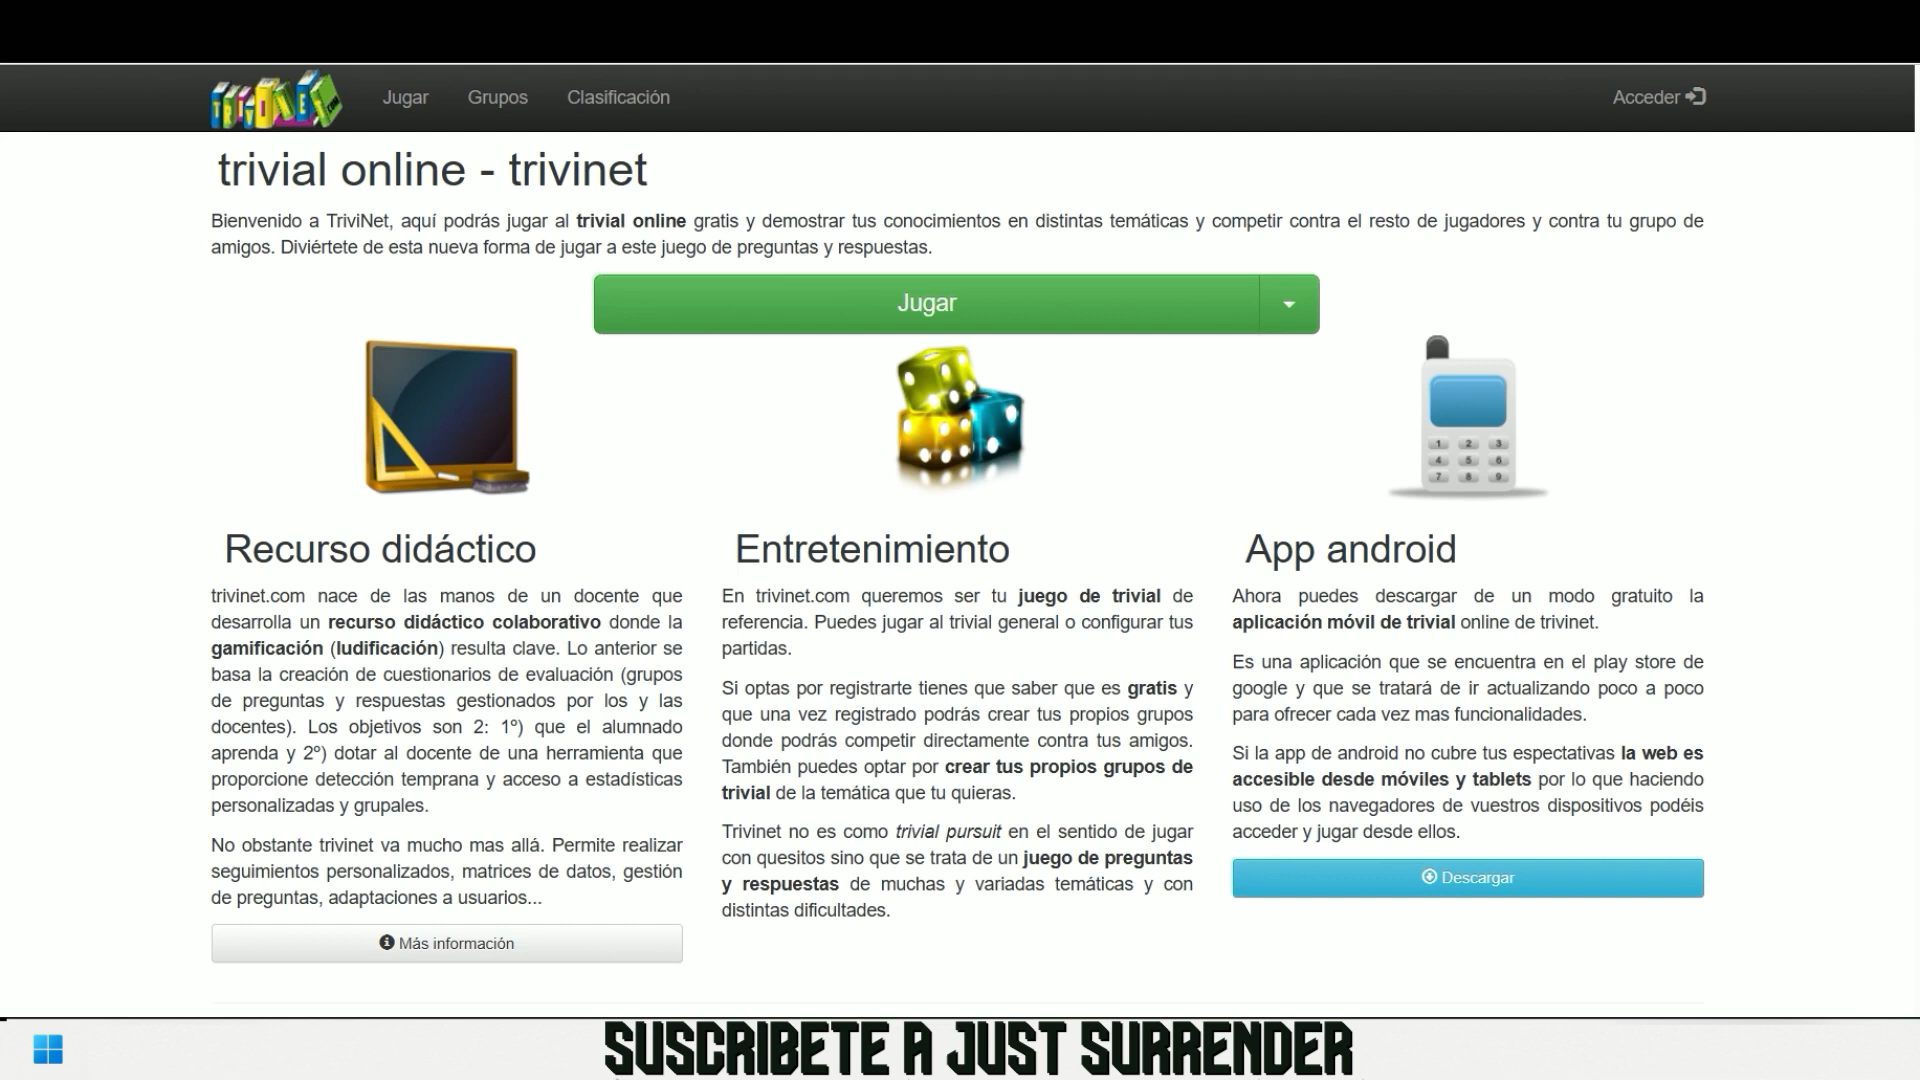 TRIVINET.COM
Jugar Grupos Clasificación Acceder
trivial online - trivinet
Bienvenido a TriviNet, aquí podrás jugar al trivial online gratis y demostrar tus conocimientos en distintas temáticas y competir contra el resto de jugadores y contra tu grupo de
amigos. Diviértete de esta nueva forma de jugar a este juego de preguntas y respuestas.
Jugar
1 2 3
4 5 6
7 8 9
Recurso didáctico
trivinet.com nace de las manos de un docente que
desarrolla un recurso didáctico colaborativo donde la
gamificación (ludificación) resulta clave. Lo anterior se
basa la creación de cuestionarios de evaluación (grupos
de preguntas y respuestas gestionados por los y las
docentes). Los objetivos son 2: 1º) que el alumnado
aprenda y 2º) dotar al docente de una herramienta que
proporcione detección temprana y acceso a estadísticas
personalizadas y grupales.
No obstante trivinet va mucho mas allá. Permite realizar
seguimientos personalizados, matrices de datos, gestión
de preguntas, adaptaciones a usuarios...
Más información
Entretenimiento
En trivinet.com queremos ser tu juego de trivial de
referencia. Puedes jugar al trivial general o configurar tus
partidas.
Si optas por registrarte tienes que saber que es gratis y
que una vez registrado podrás crear tus propios grupos
donde podrás competir directamente contra tus amigos.
También puedes optar por crear tus propios grupos de
trivial de la temática que tu quieras.
Trivinet no es como trivial pursuit en el sentido de jugar
con quesitos sino que se trata de un juego de preguntas
y respuestas de muchas y variadas temáticas y con
distintas dificultades.
App android
Ahora puedes descargar de un modo gratuito la
aplicación móvil de trivial online de trivinet.
Es una aplicación que se encuentra en el play store de
google y que se tratará de ir actualizando poco a poco
para ofrecer cada vez mas funcionalidades.
Si la app de android no cubre tus espectativas la web es
accesible desde móviles y tablets por lo que haciendo
uso de los navegadores de vuestros dispositivos podéis
acceder y jugar desde ellos.
Descargar
SUSCRIBETE A JUST SURRENDER